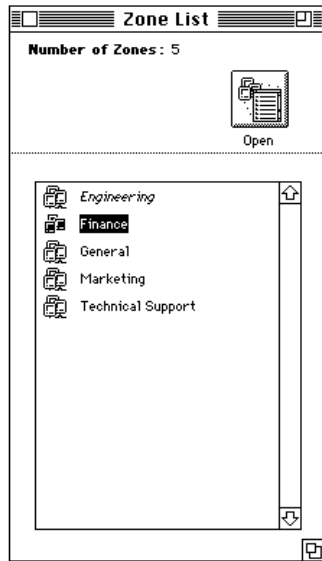 Zone List
Number of Zones: 5
Open
Engineering
Finance
General
Marketing
Technical Support